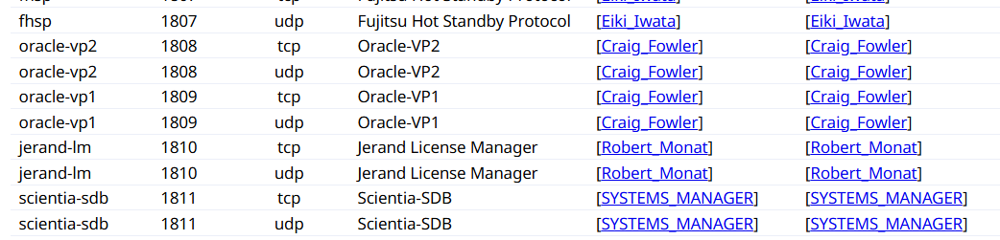 fhsp 1807 udp Fujitsu Hot Standby Protocol [Eiki_Iwata] [Eiki_Iwata]
oracle-vp2 1808 tcp Oracle-VP2 [Craig_Fowler] [Craig_Fowler]
oracle-vp2 1808 udp Oracle-VP2 [Craig_Fowler] [Craig_Fowler]
oracle-vp1 1809 tcp Oracle-VP1 [Craig_Fowler] [Craig_Fowler]
oracle-vp1 1809 udp Oracle-VP1 [Craig_Fowler] [Craig_Fowler]
jerand-lm 1810 tcp Jerand License Manager [Robert_Monat] [Robert_Monat]
jerand-lm 1810 udp Jerand License Manager [Robert_Monat] [Robert_Monat]
scientia-sdb 1811 tcp Scientia-SDB [SYSTEMS_MANAGER] [SYSTEMS_MANAGER]
scientia-sdb 1811 udp Scientia-SDB [SYSTEMS_MANAGER] [SYSTEMS_MANAGER]